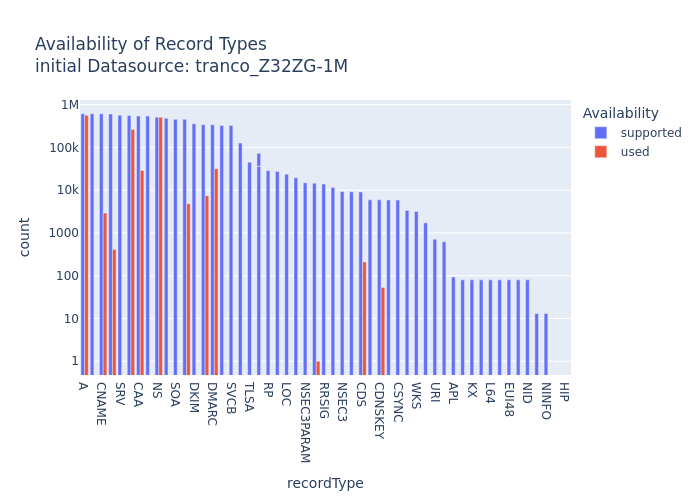 Availability of Record Types
initial Datasource: tranco_Z32ZG-1M
Availability
supported
used
count
1M
100k
10k
1000
100
10
1
A
CNAME
SRV
CAA
NS
SOA
DKIM
DMARC
SVCB
TLSA
RP
LOC
NSEC3PARAM
RRSIG
NSEC3
CDS
CDNSKEY
CSYNC
WKS
URI
APL
KX
L64
EUI48
NID
NINFO
HIP
recordType